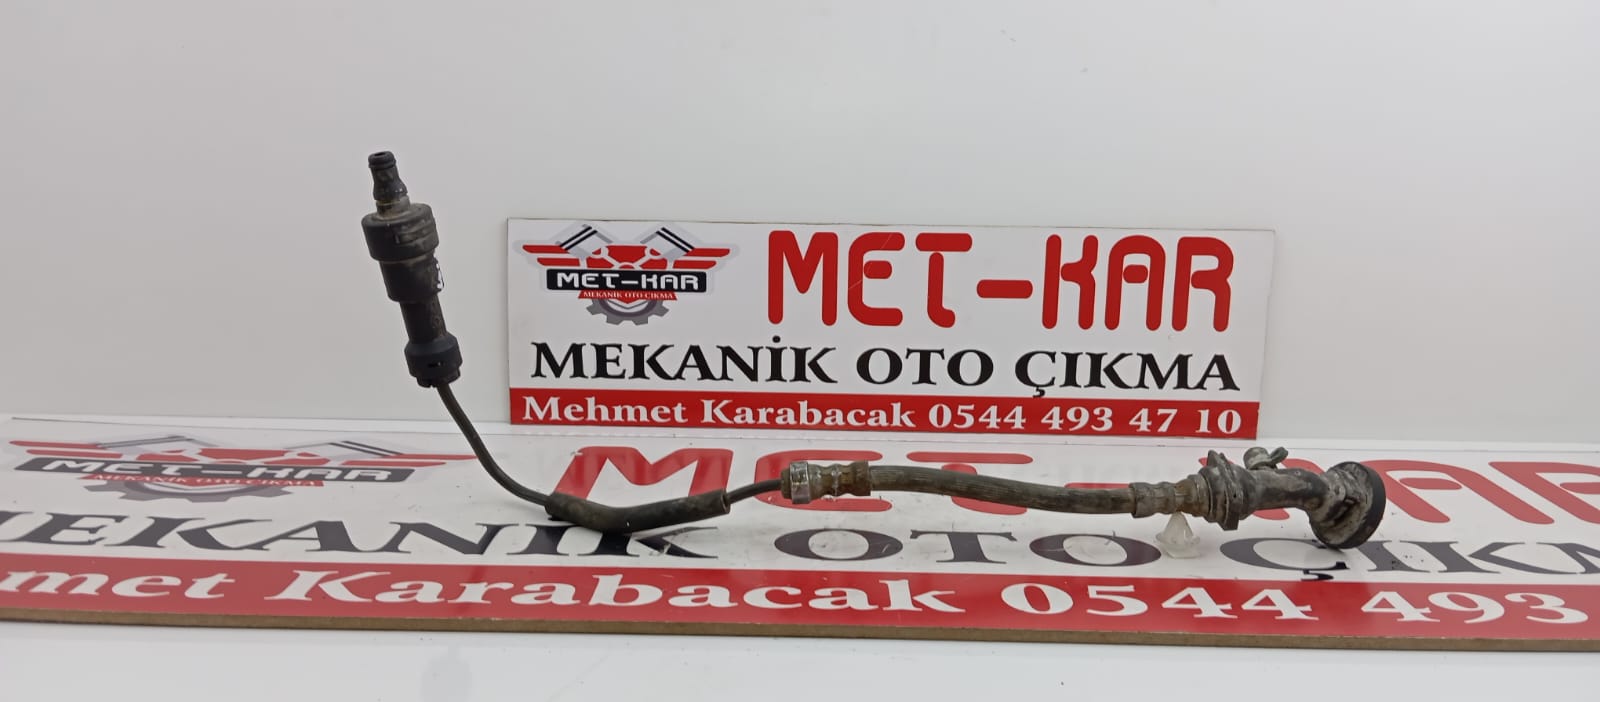 MET-KAR
MEKANİK OTO ÇIKMA
MET-KAR
MEKANİK OTO ÇIKMA
Mehmet Karabacak 0544 493 47 10
MET-KAR
MEKANİK OTO ÇIKMA
MET-KAR
MEKANİK OTO ÇIKM
met Karabacak 0544 493